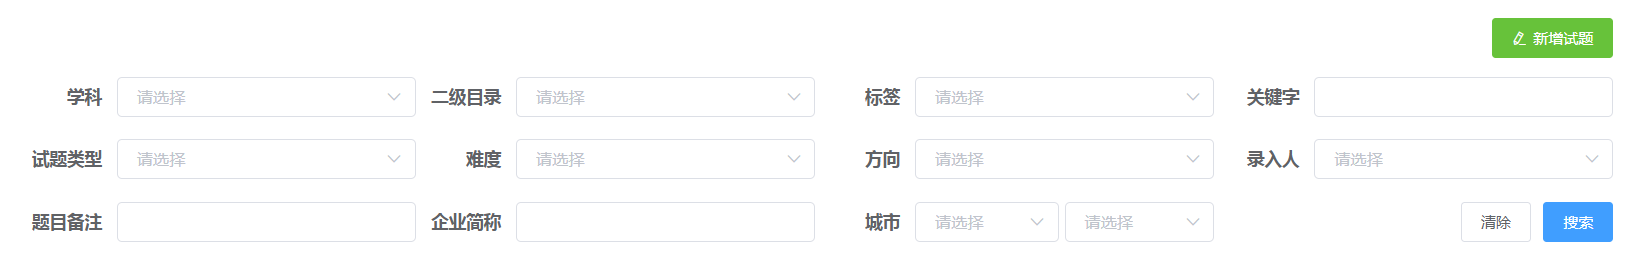 新增试题
学科 请选择 二级目录 请选择 标签 请选择 关键字
试题类型 请选择 难度 请选择 方向 请选择 录入人 请选择
题目备注 企业简称 城市 请选择 请选择 清除 搜索